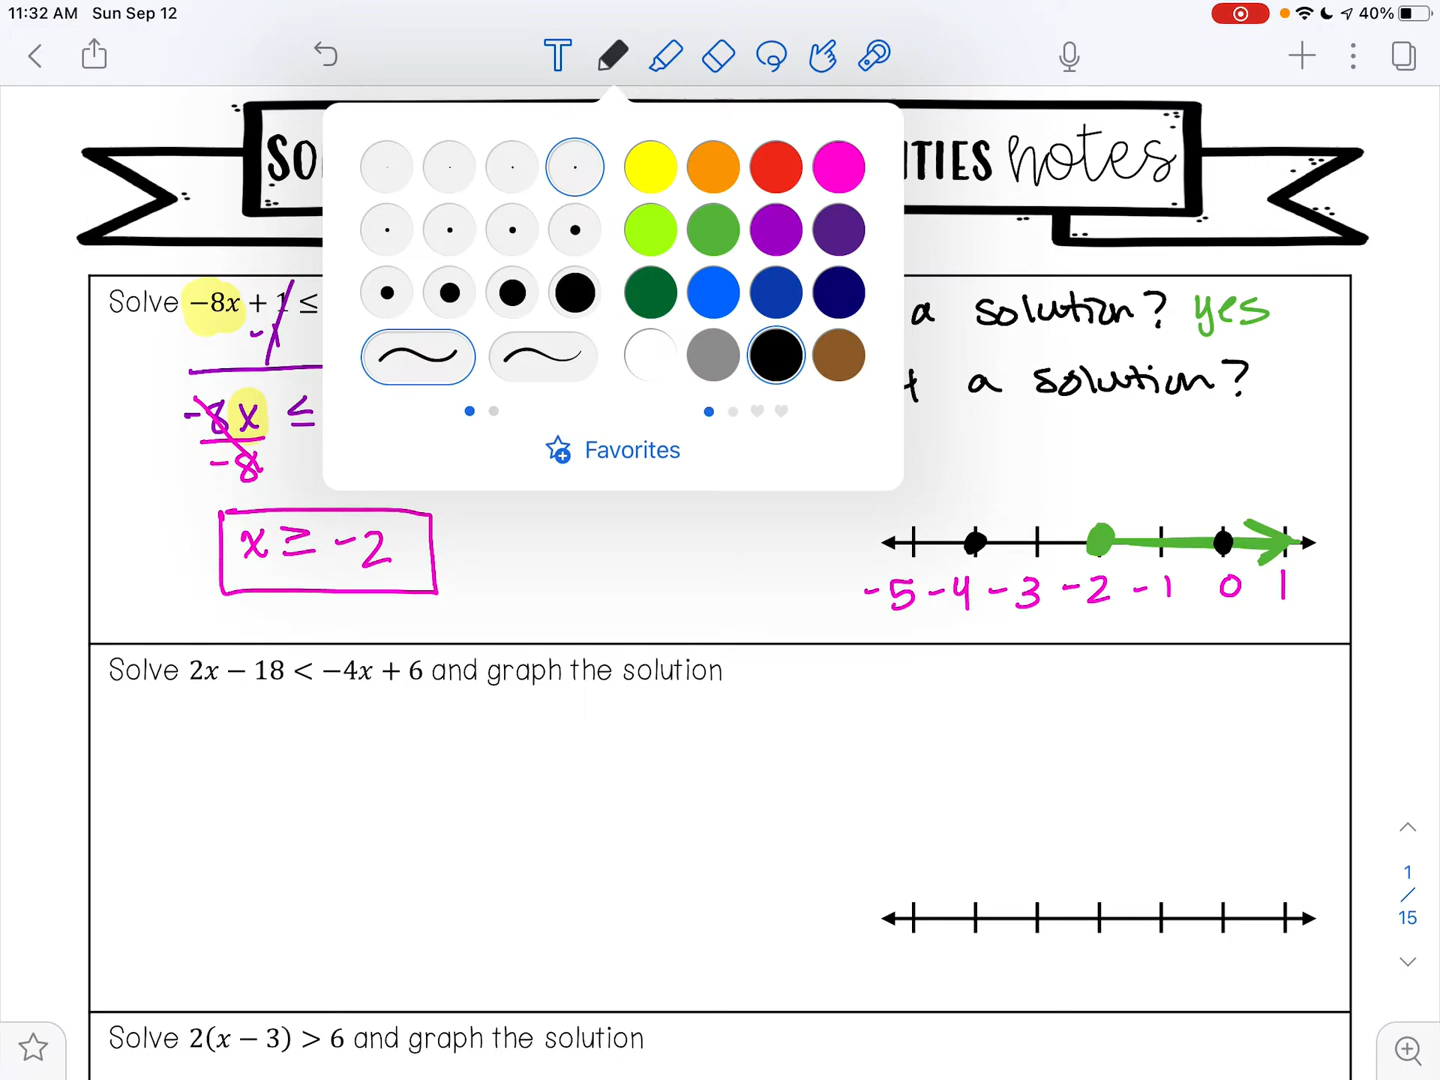 11:32 AM Sun Sep 12
40%
T
SO
ITIES notes
Favorites
Solve −8x + 1 ≤
-1
-8x ≤
-8
x ≥ -2
a solution? yes
a solution?
-5 -4 -3 -2 -1 0 1
Solve 2x − 18 < −4x + 6 and graph the solution
1
/
15
Solve 2(x − 3) > 6 and graph the solution